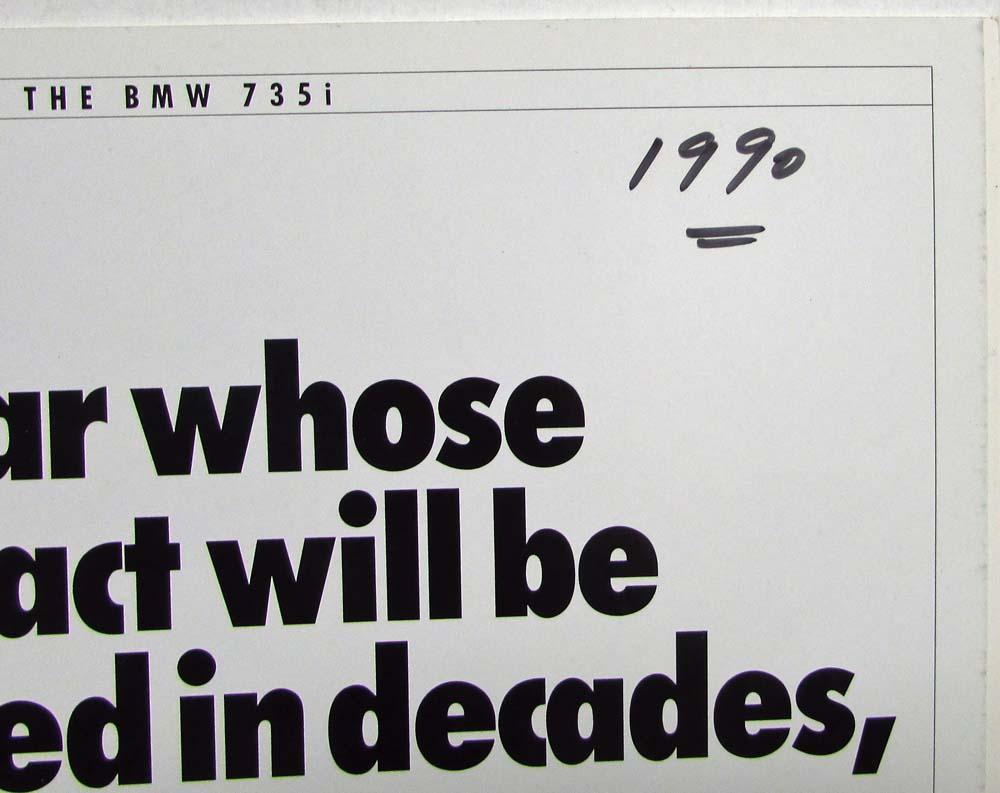 THE BMW 735i
1990
ar whose
act will be
ed in decades,